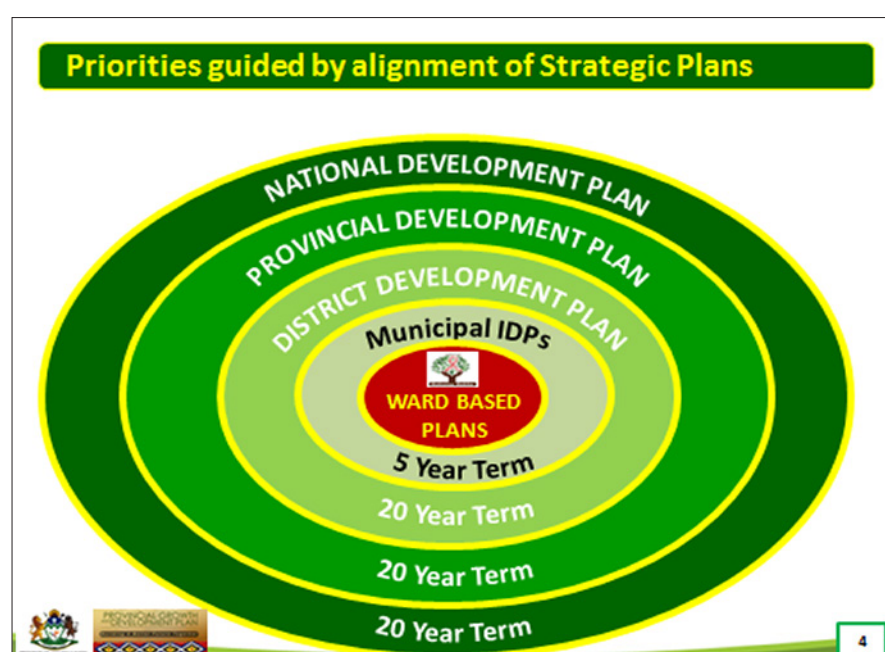 Priorities guided by alignment of Strategic Plans
NATIONAL DEVELOPMENT PLAN
PROVINCIAL DEVELOPMENT PLAN
DISTRICT DEVELOPMENT PLAN
Municipal IDPs
WARD BASED
PLANS
5 Year Term
20 Year Term
20 Year Term
20 Year Term
PROVINCIAL GROWTH
AND DEVELOPMENT PLAN
4